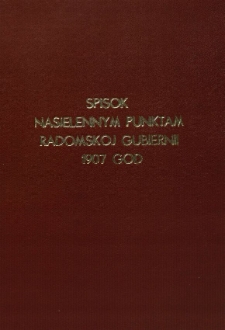 SPISOK
NASIELENNYM PUNKTAM
RADOMSKOJ GUBIERNII
1907 GOD